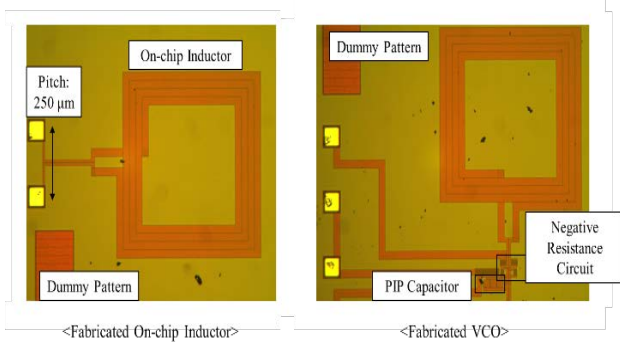 On-chip Inductor
Pitch:
250 μm
Dummy Pattern
<Fabricated On-chip Inductor>
Dummy Pattern
Negative
Resistance
Circuit
PIP Capacitor
<Fabricated VCO>